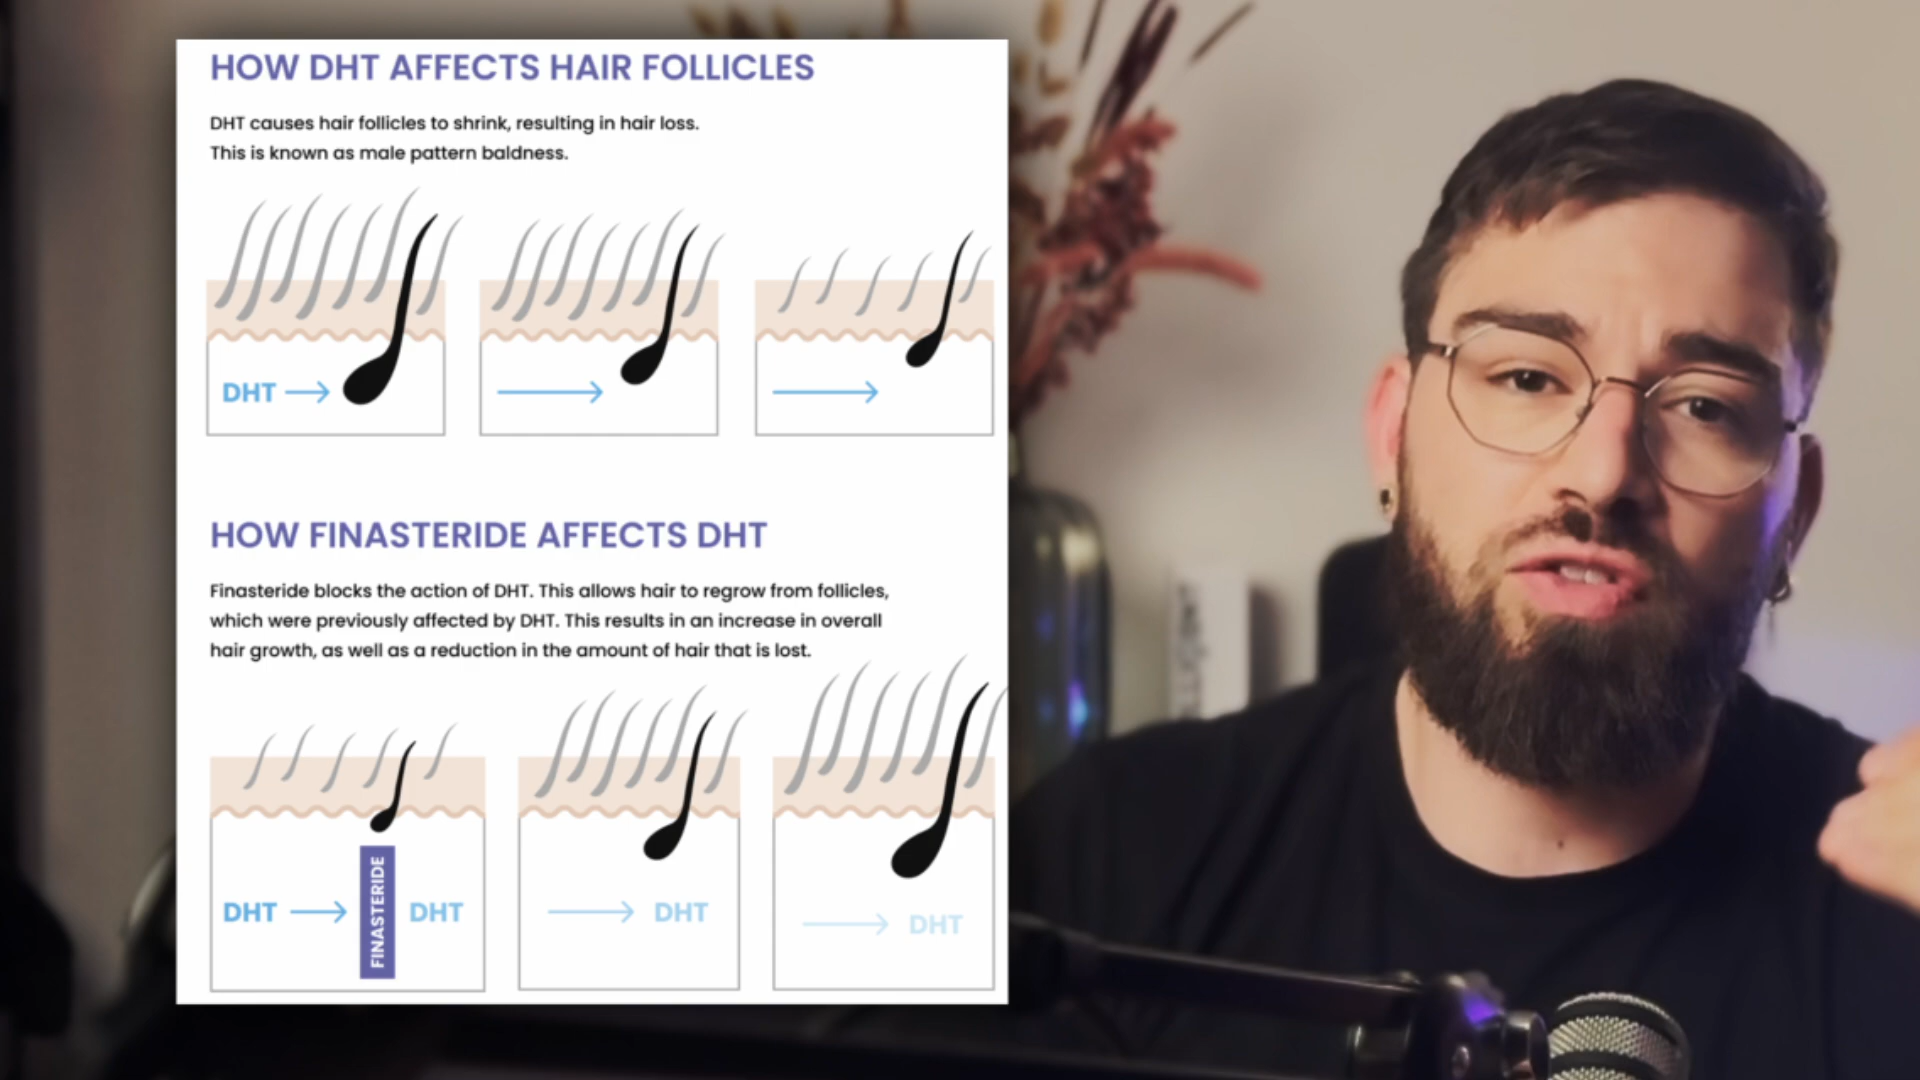 HOW DHT AFFECTS HAIR FOLLICLES
DHT causes hair follicles to shrink, resulting in hair loss.
This is known as male pattern baldness.
DHT
HOW FINASTERIDE AFFECTS DHT
Finasteride blocks the action of DHT. This allows hair to regrow from follicles,
which were previously affected by DHT. This results in an increase in overall
hair growth, as well as a reduction in the amount of hair that is lost.
DHT
FINASTERIDE
DHT
DHT
DHT